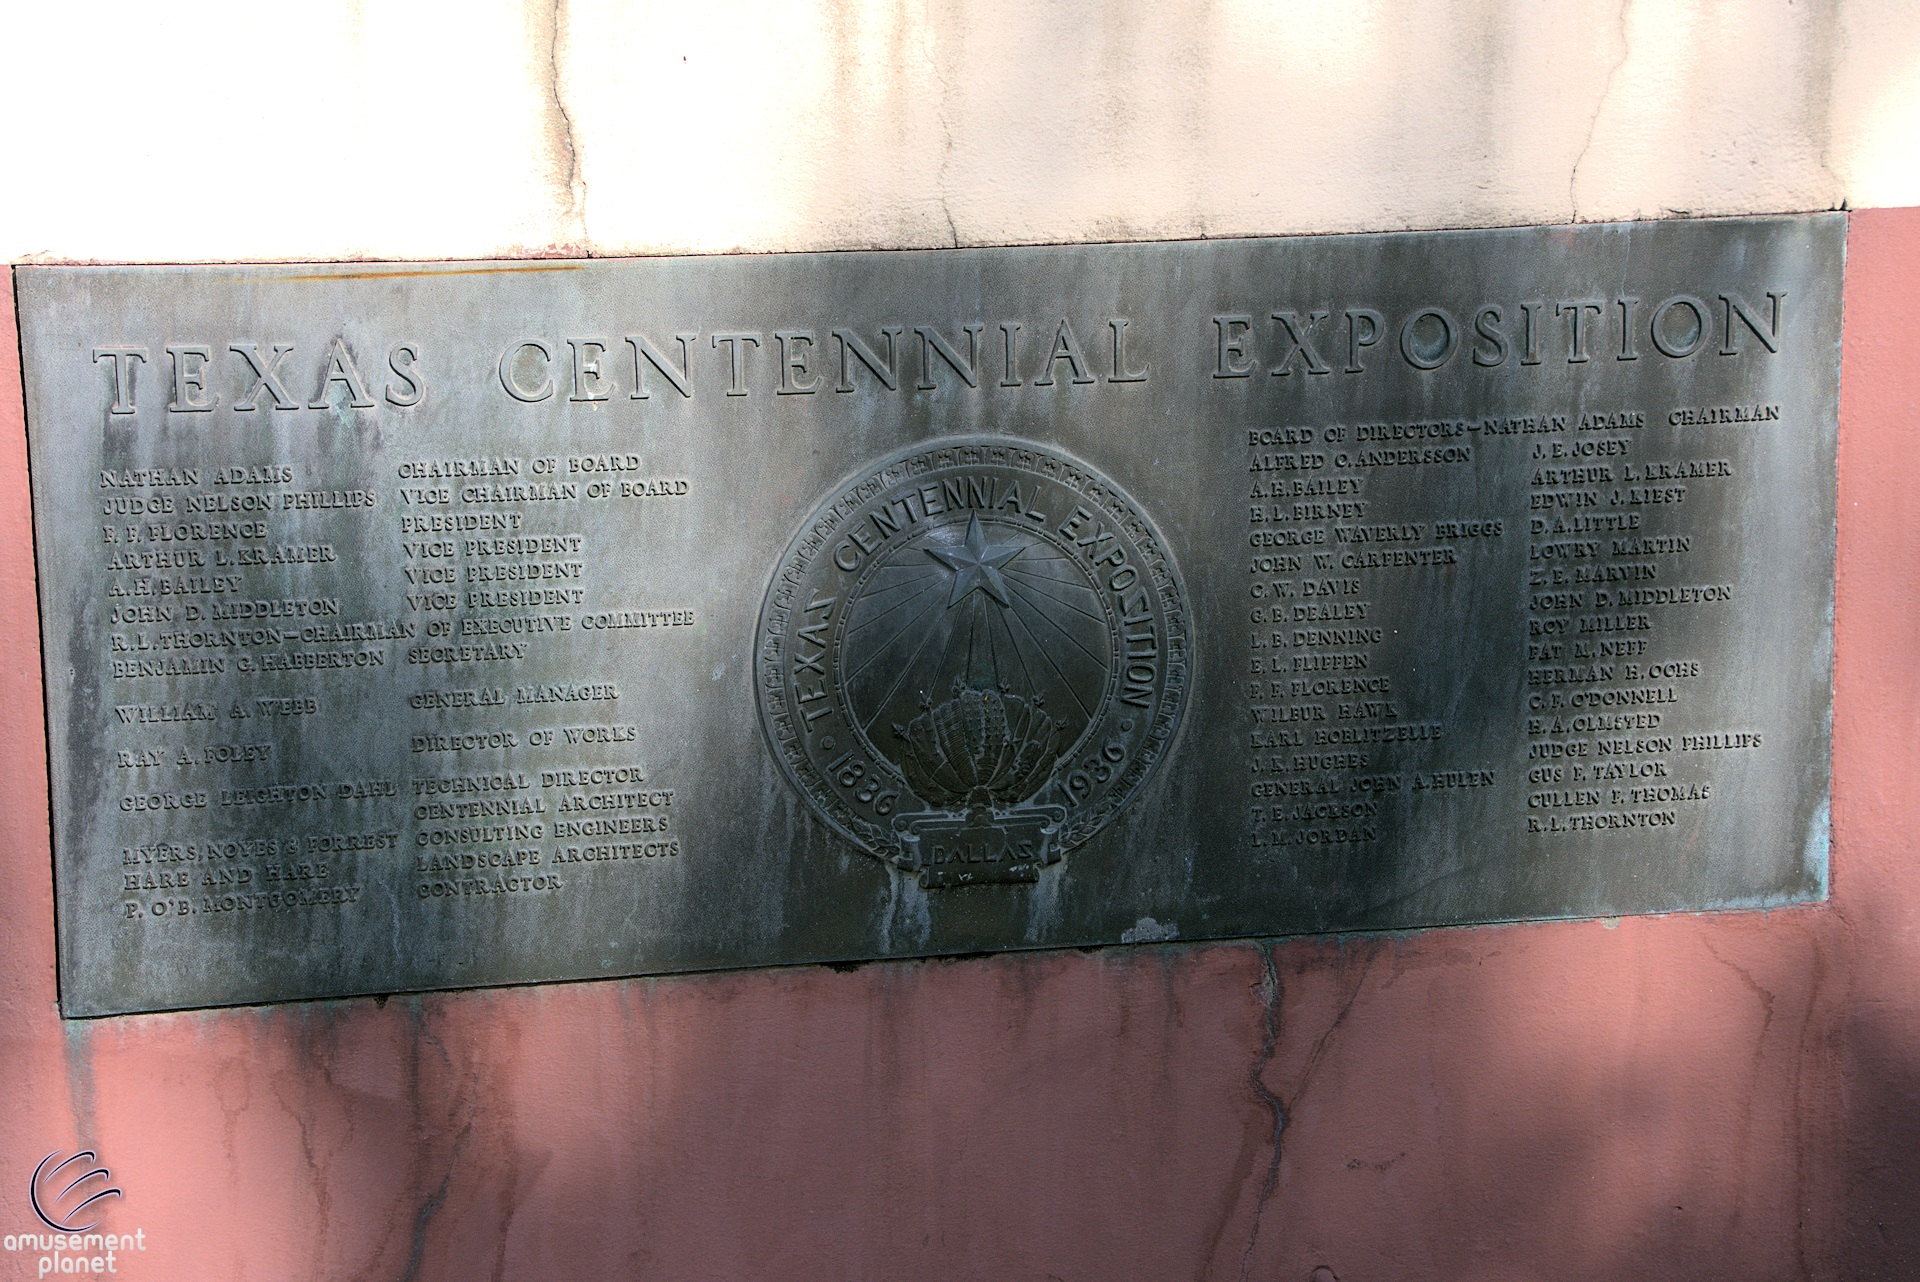 TEXAS CENTENNIAL EXPOSITION
NATHAN ADAMS CHAIRMAN OF BOARD
JUDGE NELSON PHILLIPS VICE CHAIRMAN OF BOARD
F. F. FLORENCE PRESIDENT
ARTHUR L. KRAMER VICE PRESIDENT
A. H. BAILEY VICE PRESIDENT
JOHN D. MIDDLETON VICE PRESIDENT
R. L. THORNTON—CHAIRMAN OF EXECUTIVE COMMITTEE
BENJAMIN G. HABBERTON SECRETARY
WILLIAM A. WEBB GENERAL MANAGER
RAY A. FOLEY DIRECTOR OF WORKS
GEORGE LEIGHTON DAHL TECHNICAL DIRECTOR
CENTENNIAL ARCHITECT
MYERS, NOYES & FORREST CONSULTING ENGINEERS
HARE AND HARE LANDSCAPE ARCHITECTS
P. O'B. MONTGOMERY CONTRACTOR
TEXAS CENTENNIAL EXPOSITION
1836 1936
DALLAS
BOARD OF DIRECTORS—NATHAN ADAMS CHAIRMAN
ALFRED O. ANDERSSON
A. H. BAILEY
H. L. BIRNEY
GEORGE WAVERLY BRIGGS
JOHN W. CARPENTER
C. W. DAVIS
G. B. DEALEY
L. B. DENNING
E. L. FLIPPEN
F. F. FLORENCE
WILBUR HAWK
KARL HOBLITZELLE
J. K. HUGHES
GENERAL JOHN A. HULEN
T. E. JACKSON
L. M. JORDAN
J. E. JOSEY
ARTHUR L. KRAMER
EDWIN J. KIEST
D. A. LITTLE
LOWRY MARTIN
Z. E. MARVIN
JOHN D. MIDDLETON
ROY MILLER
PAT M. NEFF
HERMAN H. OCHS
C. F. O'DONNELL
H. A. OLMSTED
JUDGE NELSON PHILLIPS
GUS F. TAYLOR
CULLEN F. THOMAS
R. L. THORNTON
amusement
planet